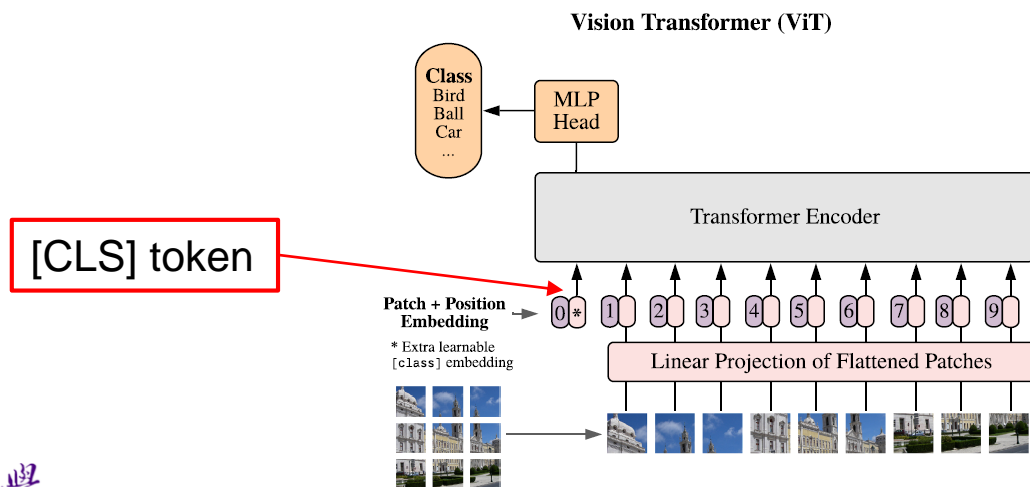 Vision Transformer (ViT)
Class
Bird
Ball
Car
...
MLP
Head
Transformer Encoder
[CLS] token
Patch + Position
Embedding
0 * 1 2 3 4 5 6 7 8 9
* Extra learnable
[class] embedding
Linear Projection of Flattened Patches